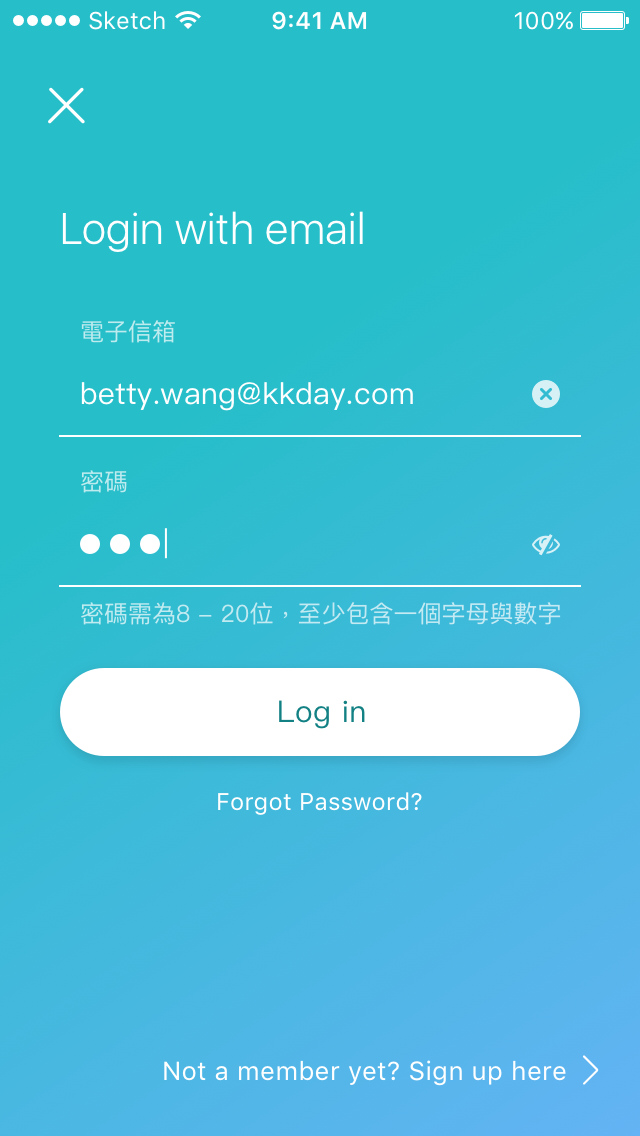 Sketch 9:41 AM 100%
Login with email
電子信箱
betty.wang@kkday.com
密碼
密碼需為8 – 20位，至少包含一個字母與數字
Log in
Forgot Password?
Not a member yet? Sign up here